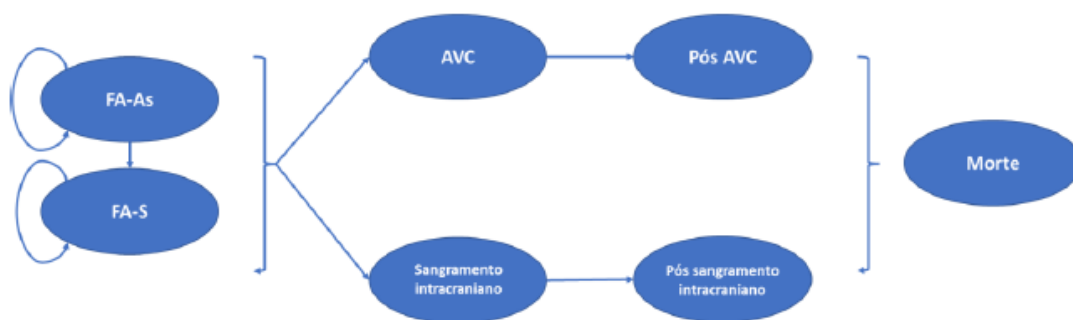 FA-As
FA-S
AVC
Pós AVC
Sangramento
intracraniano
Pós sangramento
intracraniano
Morte